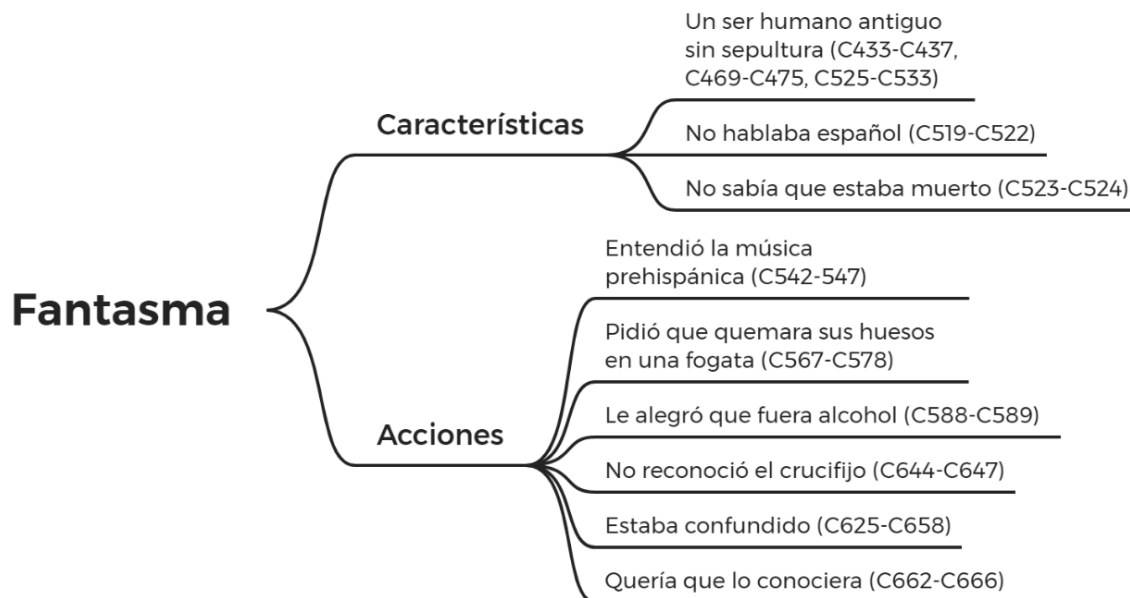 Fantasma
Características
Un ser humano antiguo
sin sepultura (C433-C437,
C469-C475, C525-C533)
No hablaba español (C519-C522)
No sabía que estaba muerto (C523-C524)
Acciones
Entendió la música
prehispánica (C542-547)
Pidió que quemara sus huesos
en una fogata (C567-C578)
Le alegró que fuera alcohol (C588-C589)
No reconoció el crucifijo (C644-C647)
Estaba confundido (C625-C658)
Quería que lo conociera (C662-C666)